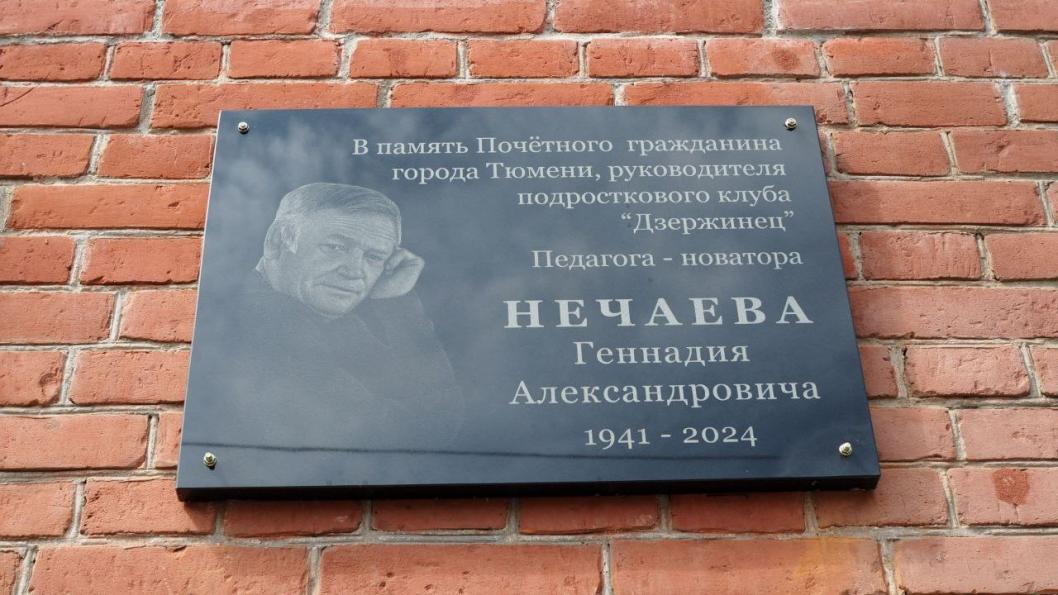 В память Почётного гражданина
города Тюмени, руководителя
подросткового клуба
“Дзержинец”
Педагога - новатора
НЕЧАЕВА
Геннадия
Александровича
1941 - 2024